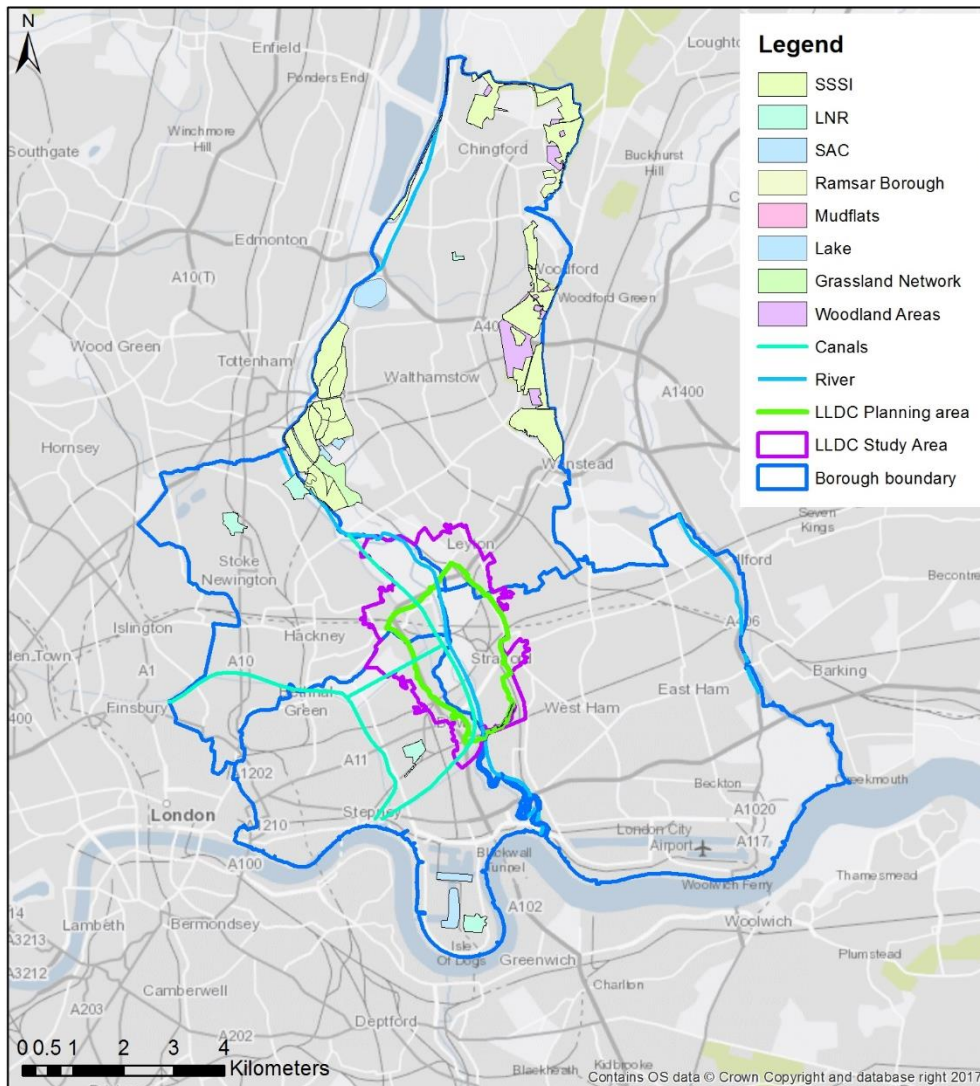 N
Enfield
Ponders End
Winchmore
Hill
Southgate
Chingford
Buckhurst
Hill
Edmonton
A10(T)
Woodford
Woodford Green
Wood Green
Tottenham
Walthamstow
A1400
Hornsey
Wanstead
Seven
Kings
Leyton
Ilford
Stoke
Newington
Becontre
Islington
Hackney
A406
Stratford
Barking
den Town
A1
A10
East Ham
Einsbury
Green
West Ham
A11
A1202
Beckton
Creekmouth
Stepney
A1020
London
A1210
London City
Airport
A117
A100
Blackwall
Tunnel
Thamesmead
Woolwich Ferry
Lambeth
Bermondsey
A102
Woolwich
A3213
Isle
Of Dogs
Greenwich
Plumstead
A3212
Camberwell
Charlton
A203
Deptford
A202
Blackheath
Kidbrooke
Legend
SSSI
LNR
SAC
Ramsar Borough
Mudflats
Lake
Grassland Network
Woodland Areas
Canals
River
LLDC Planning area
LLDC Study Area
Borough boundary
0 0.5 1 2 3 4
Kilometers
Contains OS data © Crown Copyright and database right 2017